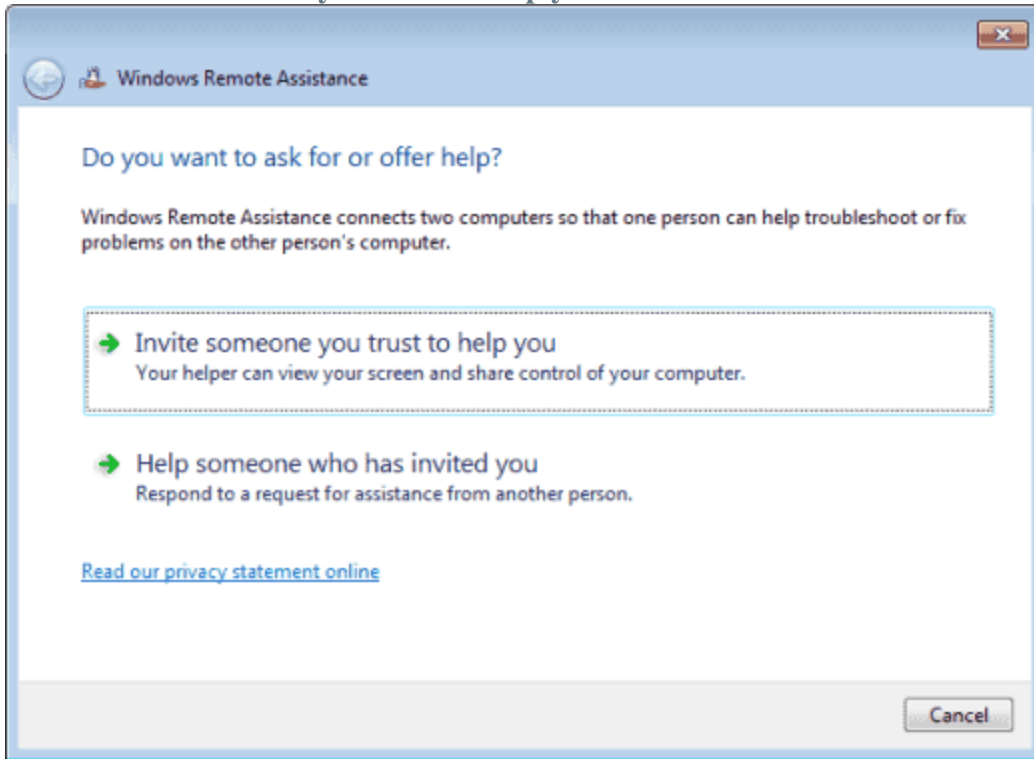 Windows Remote Assistance
Do you want to ask for or offer help?
Windows Remote Assistance connects two computers so that one person can help troubleshoot or fix
problems on the other person's computer.
Invite someone you trust to help you
Your helper can view your screen and share control of your computer.
Help someone who has invited you
Respond to a request for assistance from another person.
Read our privacy statement online
Cancel